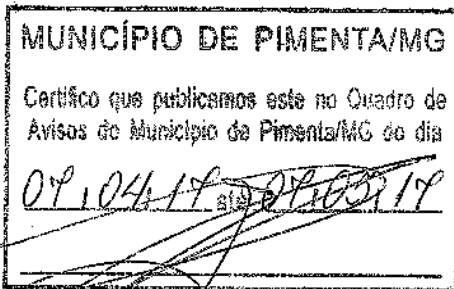 MUNICÍPIO DE PIMENTA/MG
Certifico que publicamos este no Quadro de
Avisos do Município de Pimenta/MG do dia
07, 04, 17 até 07, 05, 17